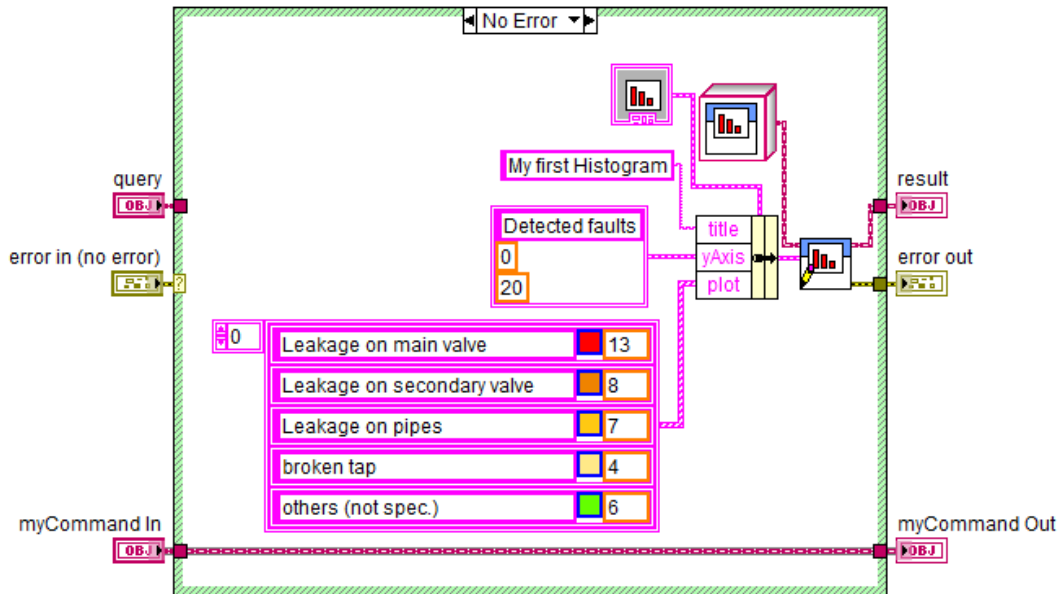 No Error
My first Histogram
query
OBJ
result
OBJ
Detected faults
0
20
title
yAxis
plot
error in (no error)
?
error out
0
Leakage on main valve 13
Leakage on secondary valve 8
Leakage on pipes 7
broken tap 4
others (not spec.) 6
myCommand In
OBJ
myCommand Out
OBJ